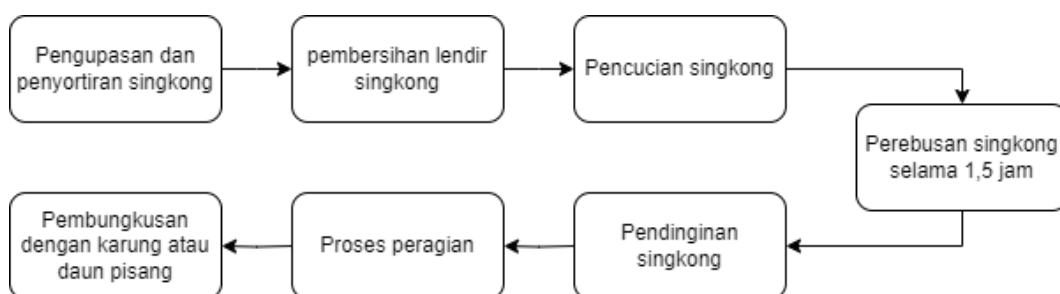 Pengupasan dan
penyortiran singkong
pembersihan lendir
singkong
Pencucian singkong
Perebusan singkong
selama 1,5 jam
Pendinginan
singkong
Proses peragian
Pembungkusan
dengan karung atau
daun pisang